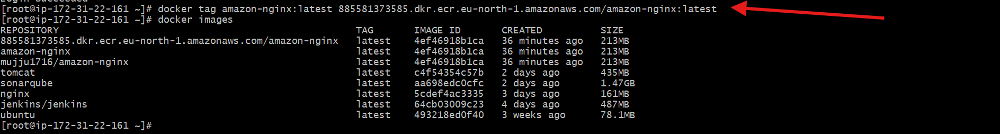 Login Succeeded
[root@ip-172-31-22-161 ~]# docker tag amazon-nginx:latest 885581373585.dkr.ecr.eu-north-1.amazonaws.com/amazon-nginx:latest
[root@ip-172-31-22-161 ~]# docker images
REPOSITORY TAG IMAGE ID CREATED SIZE
885581373585.dkr.ecr.eu-north-1.amazonaws.com/amazon-nginx latest 4ef46918b1ca 36 minutes ago 213MB
amazon-nginx latest 4ef46918b1ca 36 minutes ago 213MB
mujju1716/amazon-nginx latest 4ef46918b1ca 36 minutes ago 213MB
tomcat latest c4f54354c57b 2 days ago 435MB
sonarqube latest aa698edc0cfc 2 days ago 1.47GB
nginx latest 5cdef4ac3335 3 days ago 161MB
jenkins/jenkins latest 64cb03009c23 4 days ago 487MB
ubuntu latest 493218ed0f40 3 weeks ago 78.1MB
[root@ip-172-31-22-161 ~]#